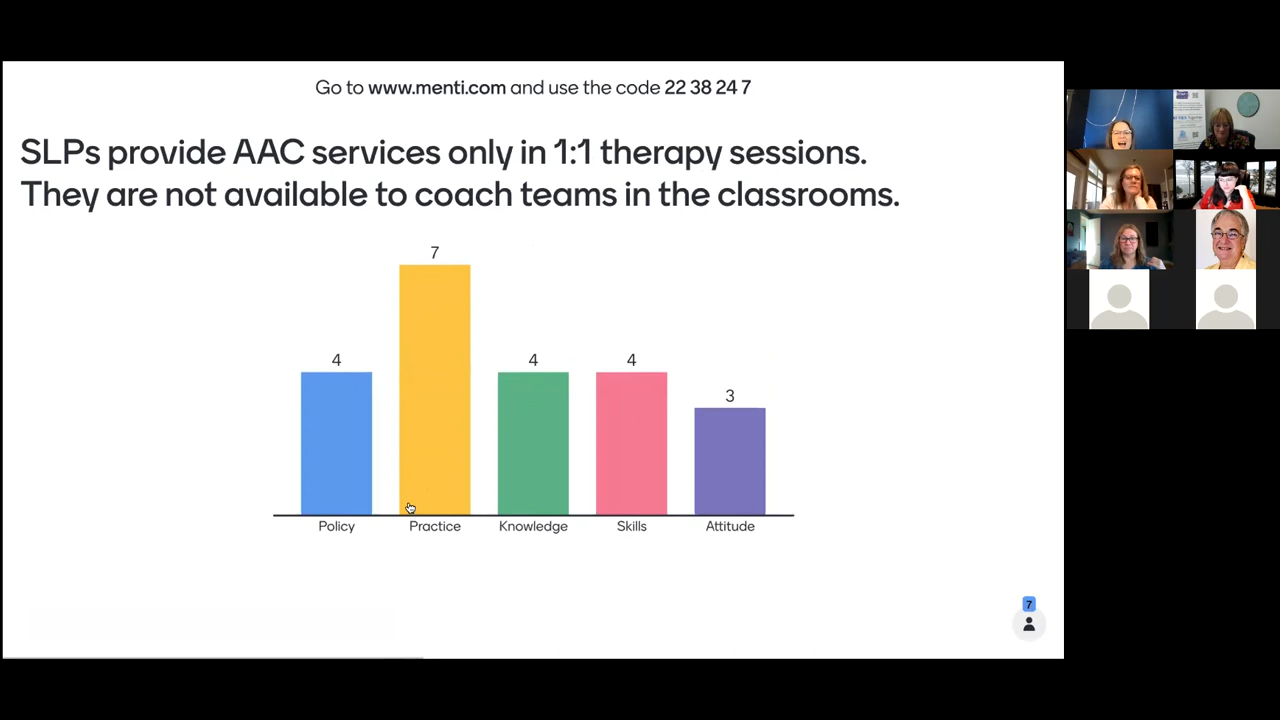 Go to www.menti.com and use the code 22 38 24 7
SLPs provide AAC services only in 1:1 therapy sessions.
They are not available to coach teams in the classrooms.
7
4
4
4
3
Policy
Practice
Knowledge
Skills
Attitude
7